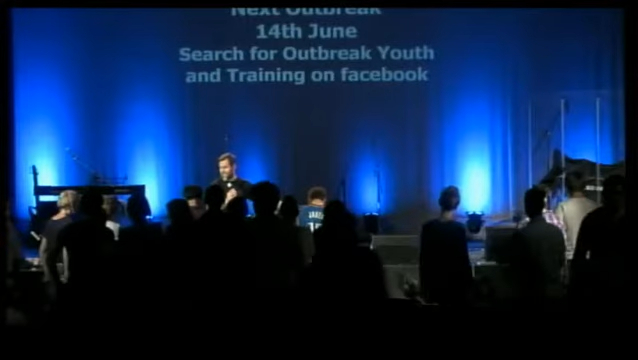 Next Outbreak
14th June
Search for Outbreak Youth
and Training on facebook